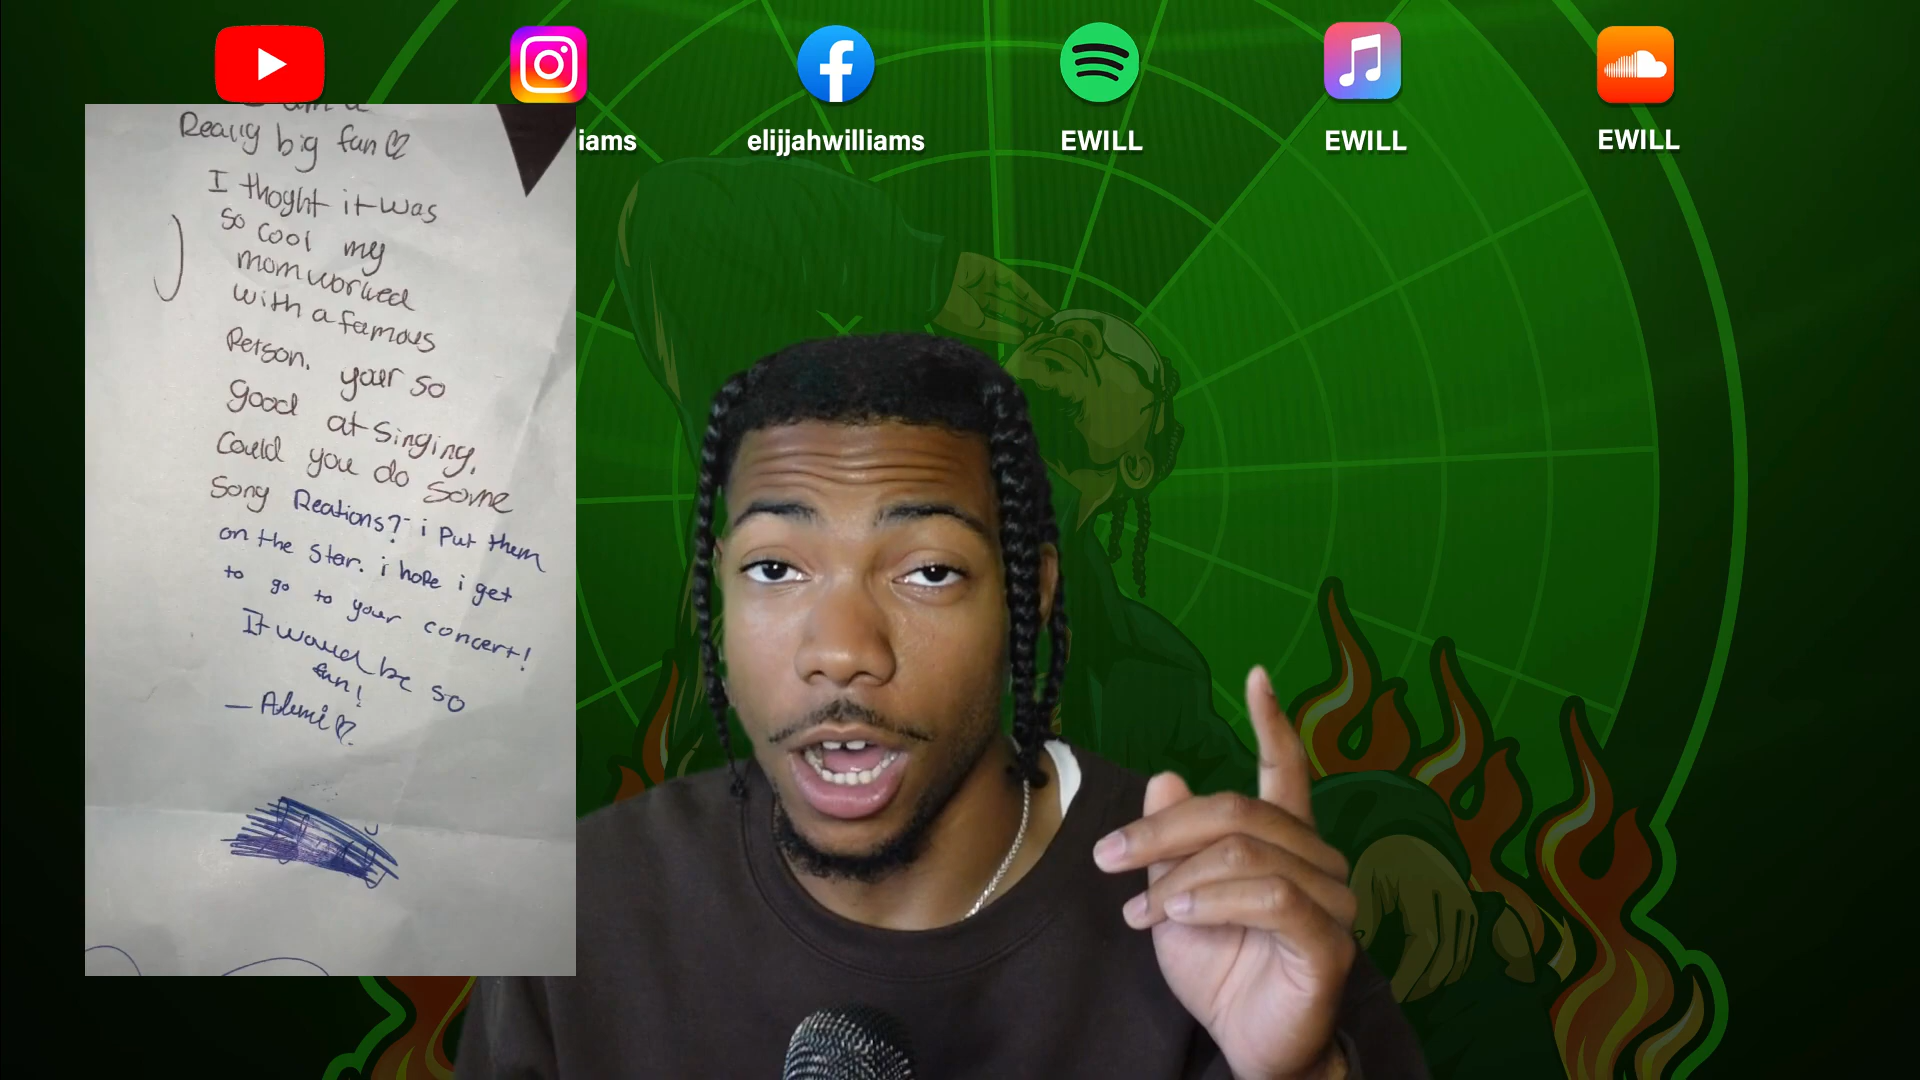 iams
elijjahwilliams
EWILL
EWILL
EWILL
am a
Really big fan
I thoght it was
so cool my
mom worked
with a famous
Person. your so
good at singing.
Could you do some
song Reations? i put them
on the star. i hope i get
to go to your concert!
It would be so
fun!